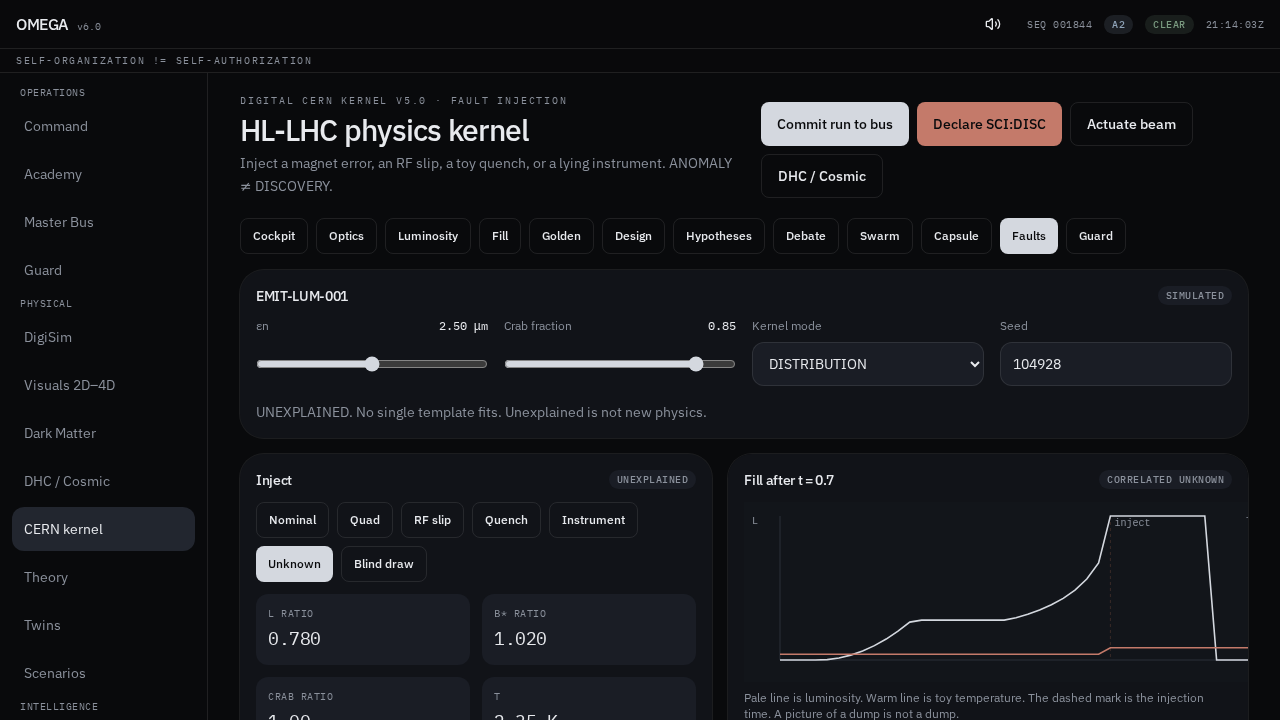 OMEGA v6.0
SEQ 001844 A2 CLEAR 21:14:03Z
SELF-ORGANIZATION != SELF-AUTHORIZATION
OPERATIONS
Command
Academy
Master Bus
Guard
PHYSICAL
DigiSim
Visuals 2D–4D
Dark Matter
DHC / Cosmic
CERN kernel
Theory
Twins
Scenarios
INTELLIGENCE
DIGITAL CERN KERNEL V5.0 · FAULT INJECTION
HL-LHC physics kernel
Inject a magnet error, an RF slip, a toy quench, or a lying instrument. ANOMALY
≠ DISCOVERY.
Commit run to bus
Declare SCI:DISC
Actuate beam
DHC / Cosmic
Cockpit Optics Luminosity Fill Golden Design Hypotheses Debate Swarm Capsule Faults Guard
EMIT-LUM-001
SIMULATED
εn 2.50 μm
Crab fraction 0.85
Kernel mode
DISTRIBUTION
Seed
104928
UNEXPLAINED. No single template fits. Unexplained is not new physics.
Inject
UNEXPLAINED
Nominal Quad RF slip Quench Instrument
Unknown Blind draw
L RATIO
0.780
B* RATIO
1.020
CRAB RATIO
T
Fill after t = 0.7
CORRELATED UNKNOWN
L
inject
Pale line is luminosity. Warm line is toy temperature. The dashed mark is the injection
time. A picture of a dump is not a dump.